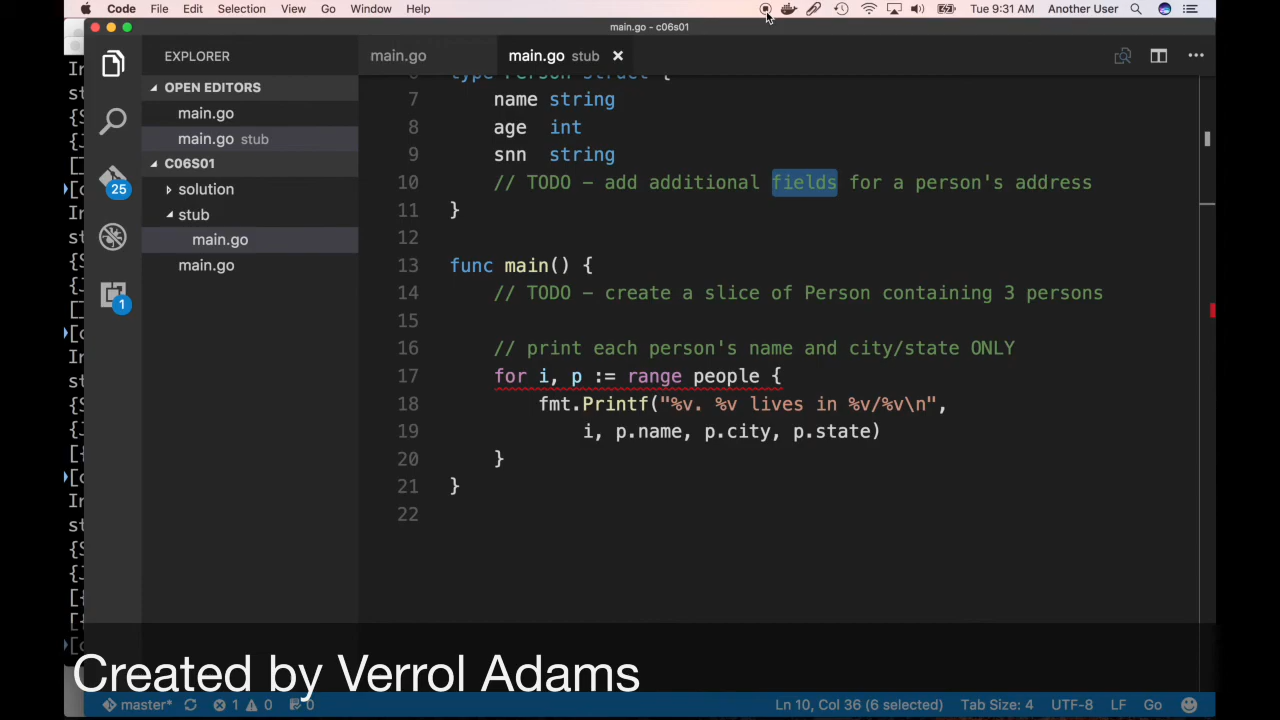 Code File Edit Selection View Go Window Help Tue 9:31 AM Another User
main.go - c06s01
EXPLORER
OPEN EDITORS
main.go
main.go stub
C06S01
solution
stub
main.go
main.go
25
1
main.go
main.go stub
type Person struct {
7 name string
8 age int
9 snn string
10 // TODO - add additional fields for a person's address
11 }
12
13 func main() {
14 // TODO - create a slice of Person containing 3 persons
15
16 // print each person's name and city/state ONLY
17 for i, p := range people {
18 fmt.Printf("%v. %v lives in %v/%v\n",
19 i, p.name, p.city, p.state)
20 }
21 }
22
Created by Verrol Adams
master* 1 0 0 Ln 10, Col 36 (6 selected) Tab Size: 4 UTF-8 LF Go